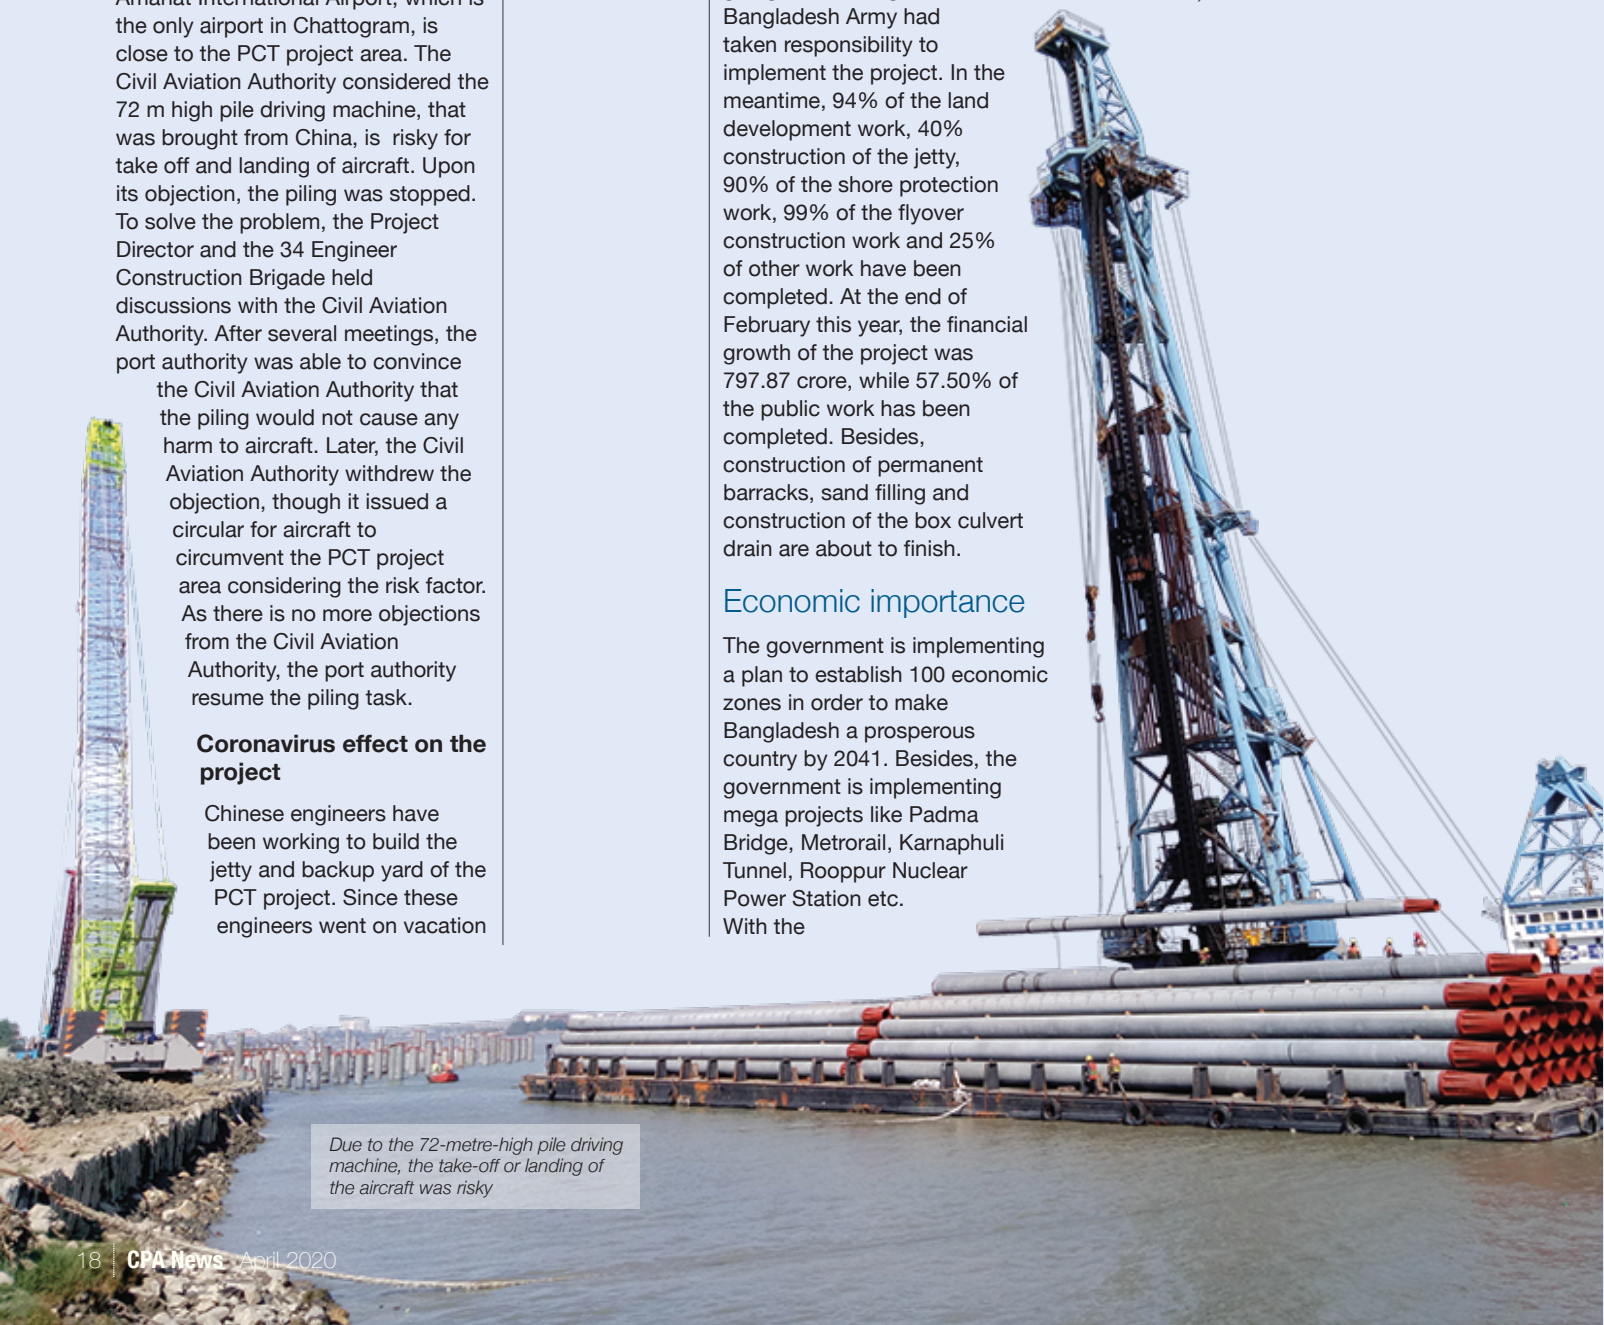 Amanat International Airport, which is
the only airport in Chattogram, is
close to the PCT project area. The
Civil Aviation Authority considered the
72 m high pile driving machine, that
was brought from China, is  risky for
take off and landing of aircraft. Upon
its objection, the piling was stopped.
To solve the problem, the Project
Director and the 34 Engineer
Construction Brigade held
discussions with the Civil Aviation
Authority. After several meetings, the
port authority was able to convince
the Civil Aviation Authority that
the piling would not cause any
harm to aircraft. Later, the Civil
Aviation Authority withdrew the
objection, though it issued a
circular for aircraft to
circumvent the PCT project
area considering the risk factor.
As there is no more objections
from the Civil Aviation
Authority, the port authority
resume the piling task.
Coronavirus effect on the
project
Chinese engineers have
been working to build the
jetty and backup yard of the
PCT project. Since these
engineers went on vacation
Bangladesh Army had
taken responsibility to
implement the project. In the
meantime, 94% of the land
development work, 40%
construction of the jetty,
90% of the shore protection
work, 99% of the flyover
construction work and 25%
of other work have been
completed. At the end of
February this year, the financial
growth of the project was
797.87 crore, while 57.50% of
the public work has been
completed. Besides,
construction of permanent
barracks, sand filling and
construction of the box culvert
drain are about to finish.
Economic importance
The government is implementing
a plan to establish 100 economic
zones in order to make
Bangladesh a prosperous
country by 2041. Besides, the
government is implementing
mega projects like Padma
Bridge, Metrorail, Karnaphuli
Tunnel, Rooppur Nuclear
Power Station etc.
With the
Due to the 72-metre-high pile driving
machine, the take-off or landing of
the aircraft was risky
18 CPA News April 2020